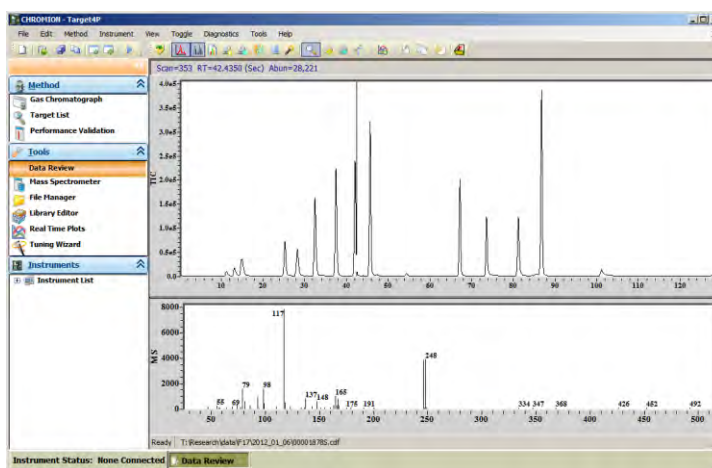 CHROMION - Target4P
File Edit Method Instrument View Toggle Diagnostics Tools Help
Scan=353 RT=42.4350 (Sec) Abun=28,221
Method
Gas Chromatograph
Target List
Performance Validation
Tools
Data Review
Mass Spectrometer
File Manager
Library Editor
Real Time Plots
Tuning Wizard
Instruments
Instrument List
4.0e5
3.5e5
3.0e5
2.5e5
2.0e5
1.5e5
1.0e5
0.5e5
0.0
TIC
10 20 30 40 50 60 70 80 90 100 110 120
8000
6000
4000
2000
0
MS
117
248
79
98
55
69
137
148
165
175
191
334 347 368 426 452 492
50 100 150 200 250 300 350 400 450 500
Ready T:\Research\data\F17\2012_01_06\00001878S.cdf
Instrument Status: None Connected Data Review